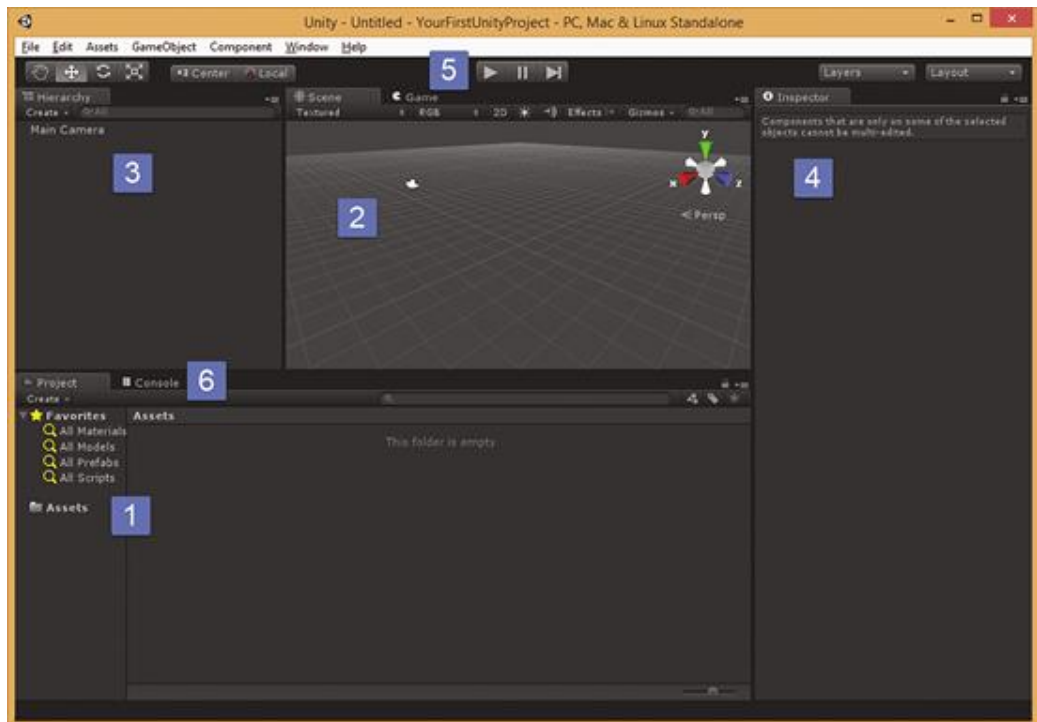 Unity - Untitled - YourFirstUnityProject - PC, Mac & Linux Standalone
File Edit Assets GameObject Component Window Help
Center Local
5
Layers
Layout
Hierarchy
Create
All
Main Camera
3
Scene
Game
Textured
RGB
2D
Effects
Gizmos
All
y
x
z
Persp
2
Inspector
Components that are only on some of the selected
objects cannot be multi-edited.
4
Project
Console
6
Create
Favorites
All Materials
All Models
All Prefabs
All Scripts
Assets
1
Assets
This folder is empty